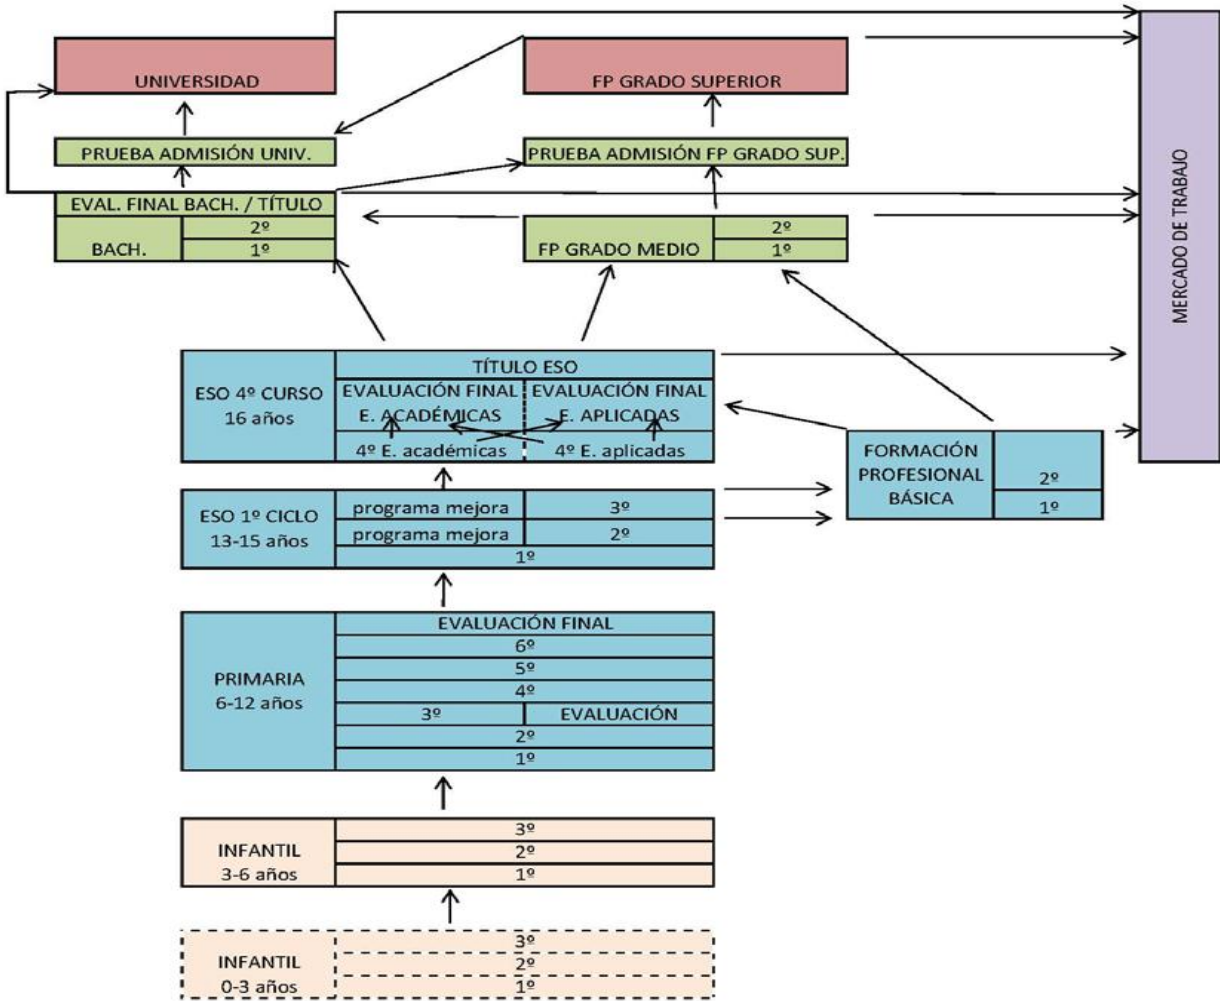 UNIVERSIDAD
FP GRADO SUPERIOR
PRUEBA ADMISIÓN UNIV.
PRUEBA ADMISIÓN FP GRADO SUP.
EVAL. FINAL BACH. / TÍTULO
BACH.
2º
1º
FP GRADO MEDIO
2º
1º
MERCADO DE TRABAJO
ESO 4º CURSO
16 años
TÍTULO ESO
EVALUACIÓN FINAL
E. ACADÉMICAS
EVALUACIÓN FINAL
E. APLICADAS
4º E. académicas
4º E. aplicadas
FORMACIÓN
PROFESIONAL
BÁSICA
2º
1º
ESO 1º CICLO
13-15 años
programa mejora
3º
programa mejora
2º
1º
PRIMARIA
6-12 años
EVALUACIÓN FINAL
6º
5º
4º
3º
EVALUACIÓN
2º
1º
INFANTIL
3-6 años
3º
2º
1º
INFANTIL
0-3 años
3º
2º
1º